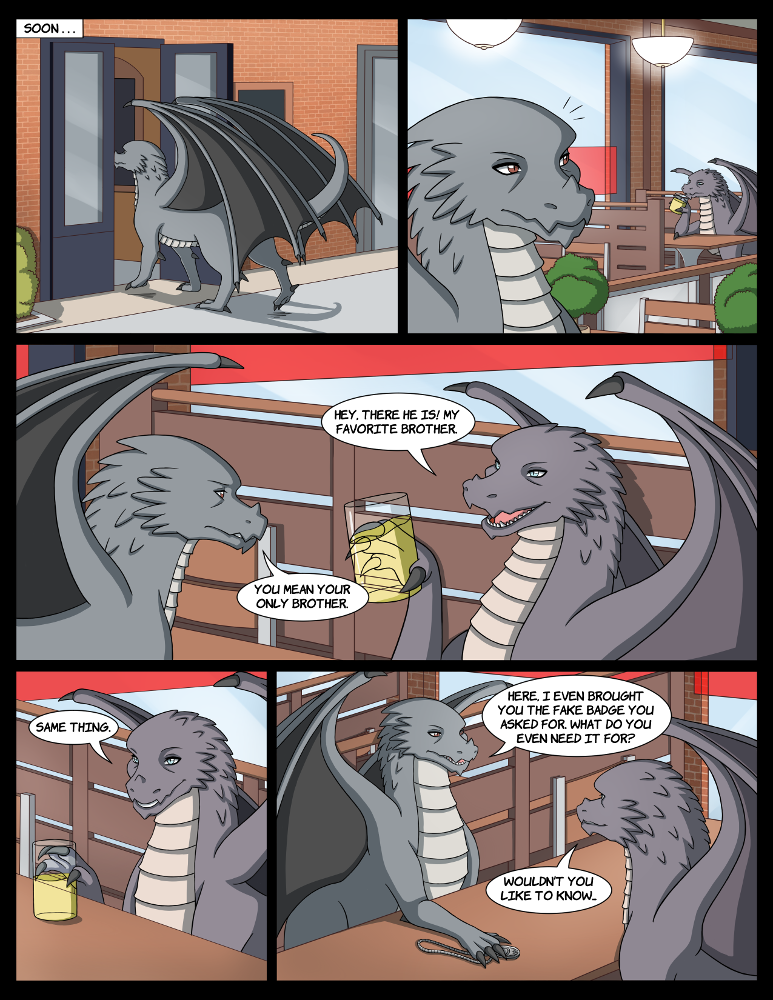 SOON . . .
HEY, THERE HE IS! MY
FAVORITE BROTHER.
YOU MEAN YOUR
ONLY BROTHER.
SAME THING.
HERE, I EVEN BROUGHT
YOU THE FAKE BADGE YOU
ASKED FOR. WHAT DO YOU
EVEN NEED IT FOR?
WOULDN'T YOU
LIKE TO KNOW...